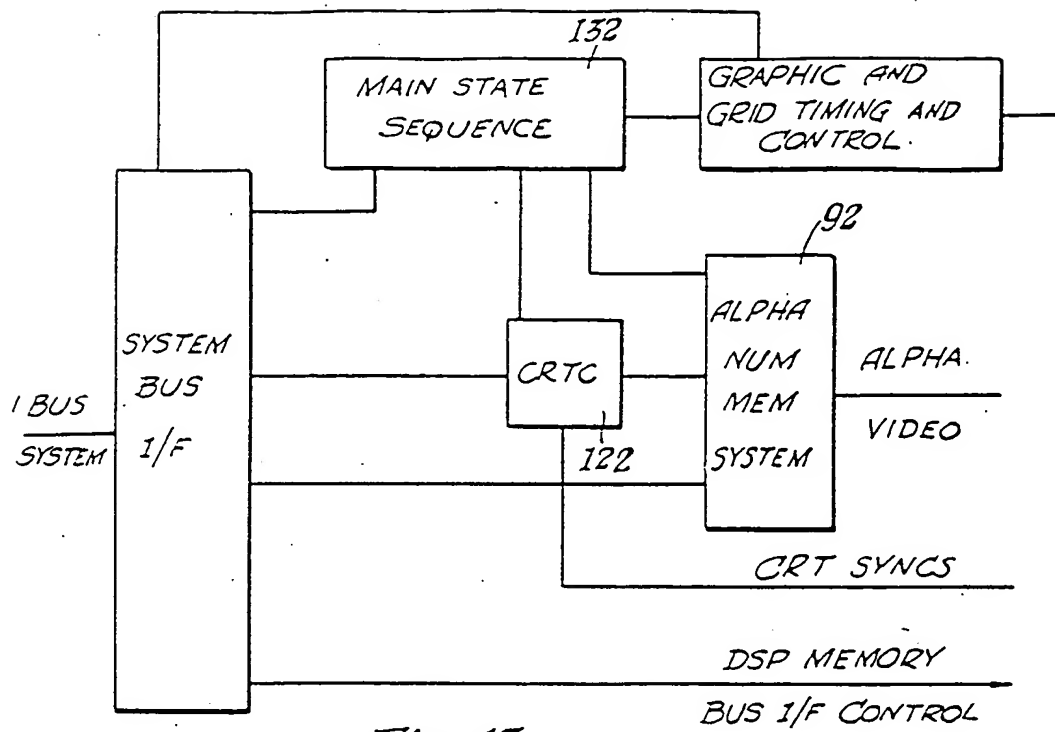 132
MAIN STATE
SEQUENCE
GRAPHIC AND
GRID TIMING AND
CONTROL.
92
SYSTEM
BUS
I/F
I BUS
SYSTEM
CRTC
122
ALPHA
NUM
MEM
SYSTEM
ALPHA
VIDEO
CRT SYNCS
DSP MEMORY
BUS I/F CONTROL